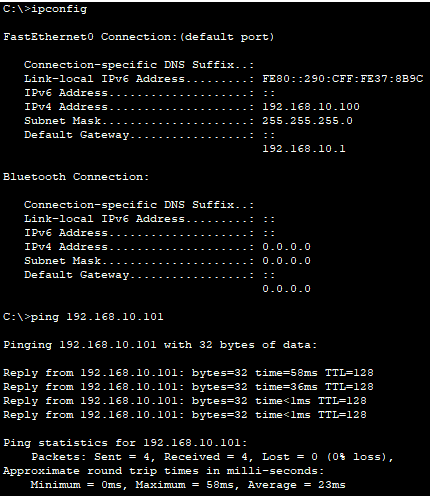 C:\>ipconfig
FastEthernet0 Connection:(default port)
Connection-specific DNS Suffix..:
Link-local IPv6 Address.........: FE80::290:CFF:FE37:8B9C
IPv6 Address....................: ::
IPv4 Address....................: 192.168.10.100
Subnet Mask.....................: 255.255.255.0
Default Gateway.................: ::
192.168.10.1
Bluetooth Connection:
Connection-specific DNS Suffix..:
Link-local IPv6 Address.........: ::
IPv6 Address....................: ::
IPv4 Address....................: 0.0.0.0
Subnet Mask.....................: 0.0.0.0
Default Gateway.................: ::
0.0.0.0
C:\>ping 192.168.10.101
Pinging 192.168.10.101 with 32 bytes of data:
Reply from 192.168.10.101: bytes=32 time=58ms TTL=128
Reply from 192.168.10.101: bytes=32 time=36ms TTL=128
Reply from 192.168.10.101: bytes=32 time<1ms TTL=128
Reply from 192.168.10.101: bytes=32 time<1ms TTL=128
Ping statistics for 192.168.10.101:
Packets: Sent = 4, Received = 4, Lost = 0 (0% loss),
Approximate round trip times in milli-seconds:
Minimum = 0ms, Maximum = 58ms, Average = 23ms